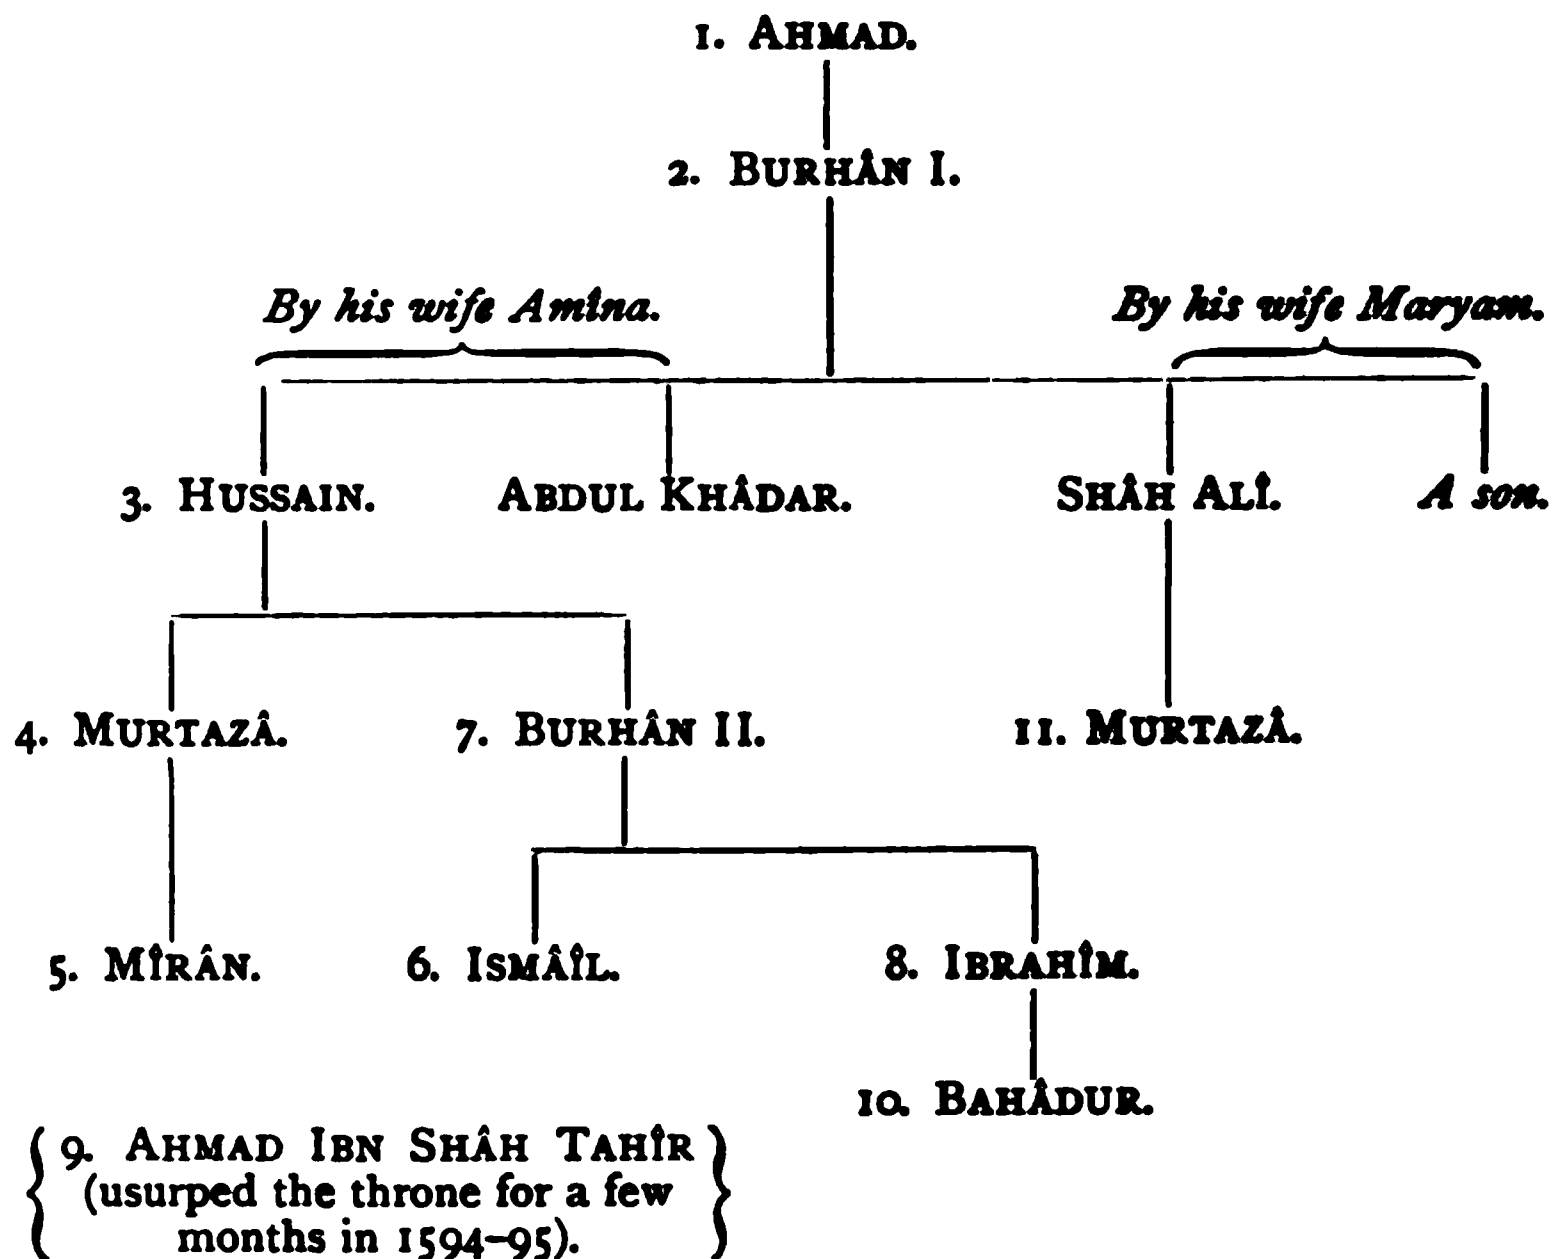 1. AHMAD.
2. BURHÂN I.
By his wife Amîna.
By his wife Maryam.
3. HUSSAIN.
ABDUL KHÂDAR.
SHÂH ALÎ.
A son.
4. MURTAZÂ.
7. BURHÂN II.
11. MURTAZÂ.
5. MÎRÂN.
6. ISMÂÎL.
8. IBRAHÎM.
10. BAHÂDUR.
9. AHMAD IBN SHÂH TAHÎR
(usurped the throne for a few
months in 1594–95).